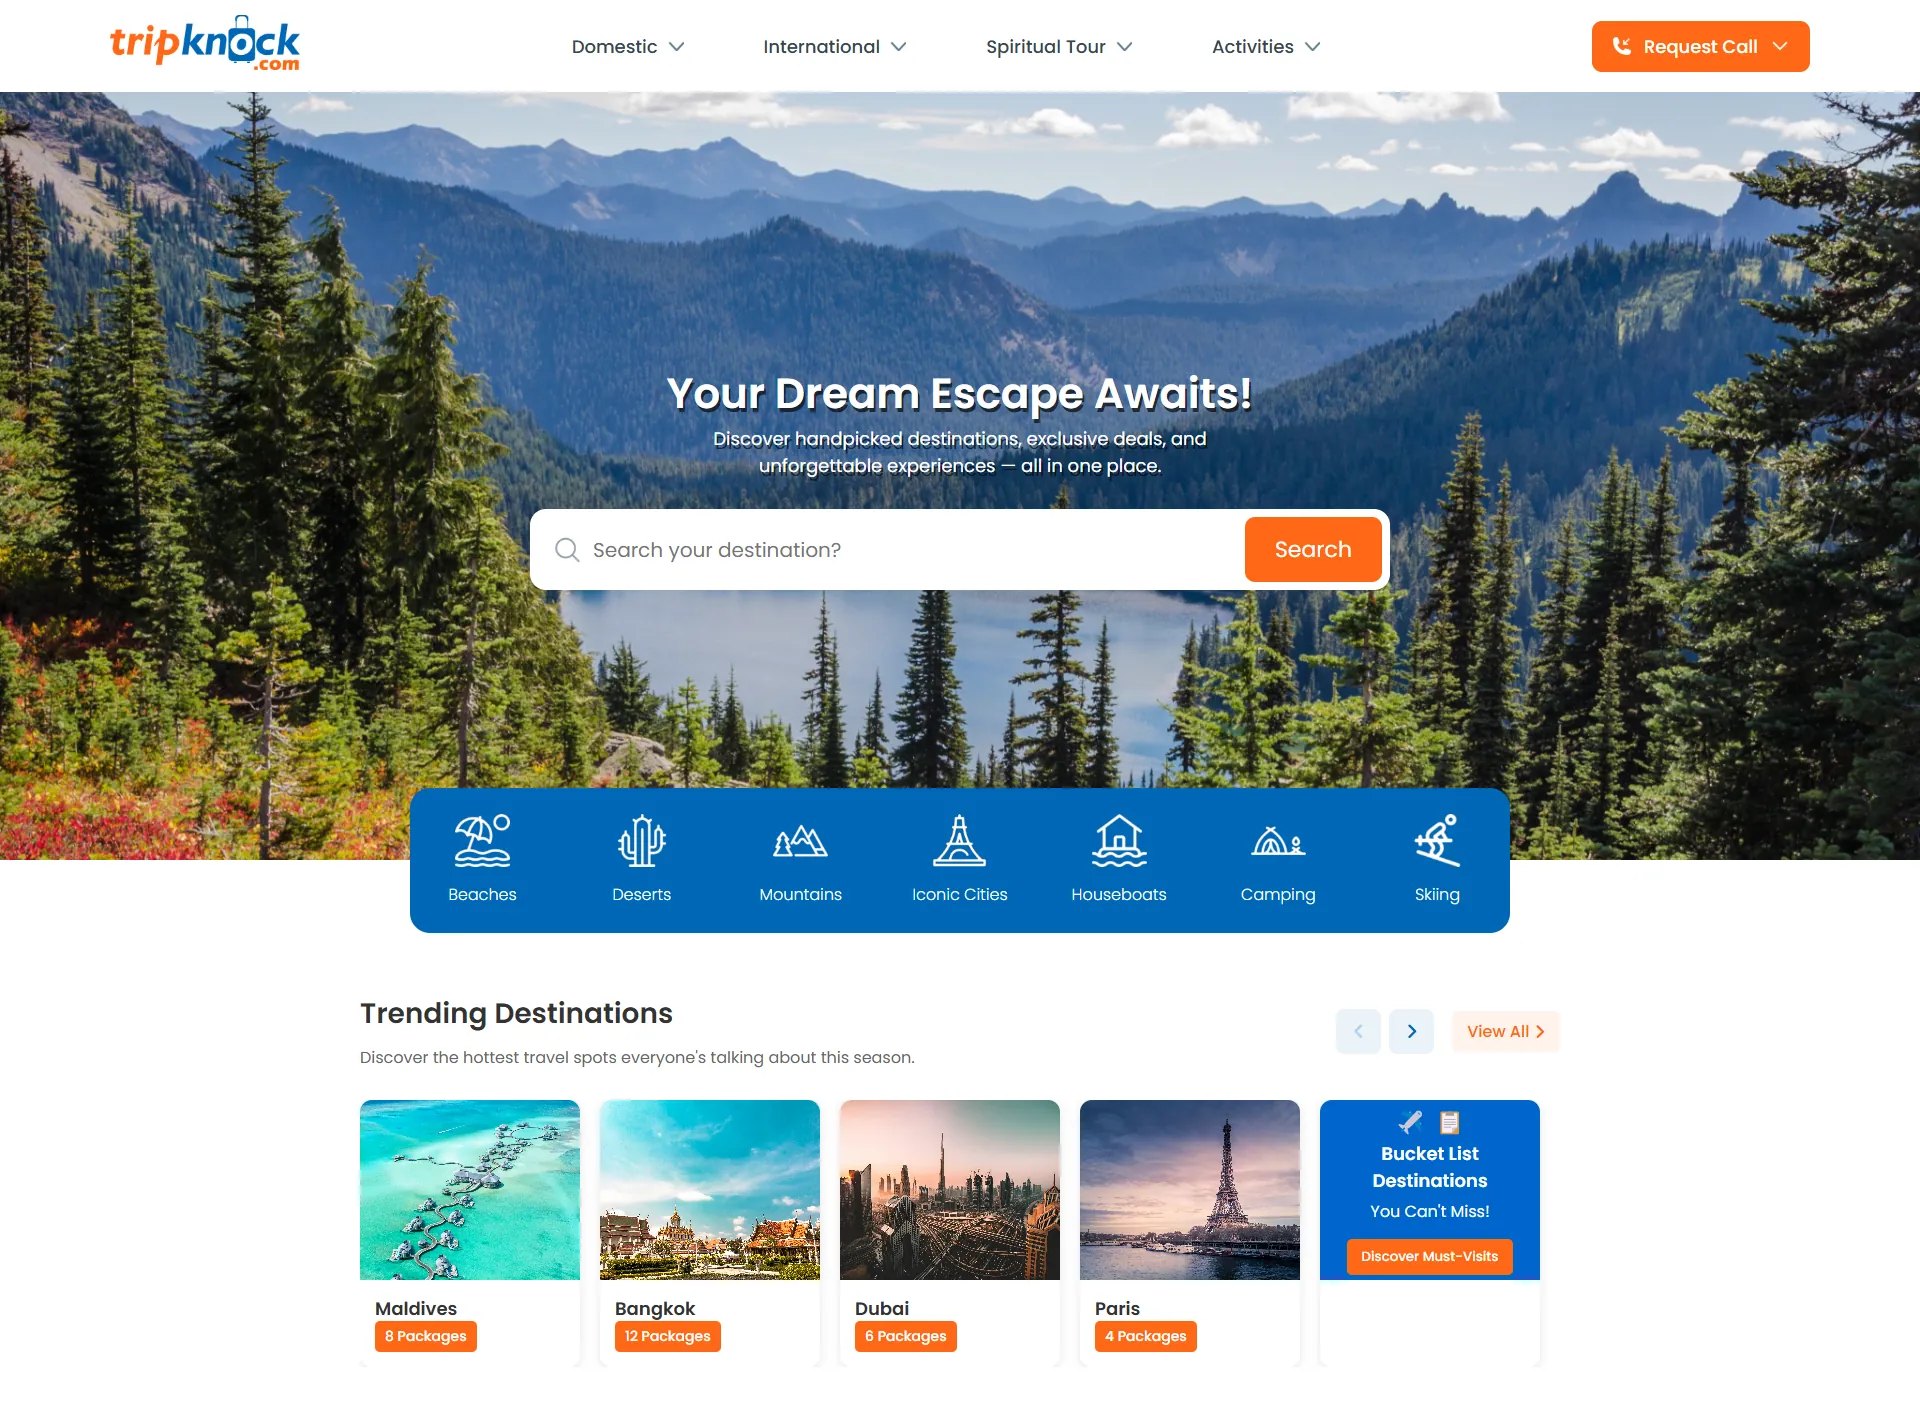 tripknock
.com
Domestic
International
Spiritual Tour
Activities
Request Call
Your Dream Escape Awaits!
Discover handpicked destinations, exclusive deals, and
unforgettable experiences — all in one place.
Search your destination?
Search
Beaches
Deserts
Mountains
Iconic Cities
Houseboats
Camping
Skiing
Trending Destinations
View All
Discover the hottest travel spots everyone's talking about this season.
Maldives
8 Packages
Bangkok
12 Packages
Dubai
6 Packages
Paris
4 Packages
Bucket List
Destinations
You Can't Miss!
Discover Must-Visits